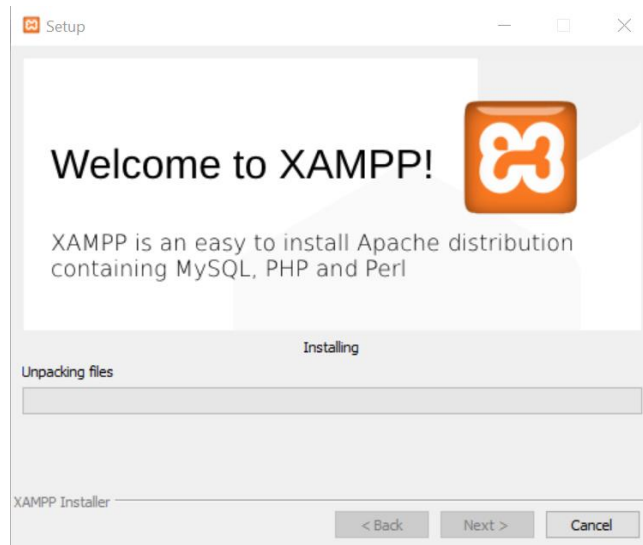 Setup
Welcome to XAMPP!
XAMPP is an easy to install Apache distribution
containing MySQL, PHP and Perl
Installing
Unpacking files
XAMPP Installer
< Back
Next >
Cancel